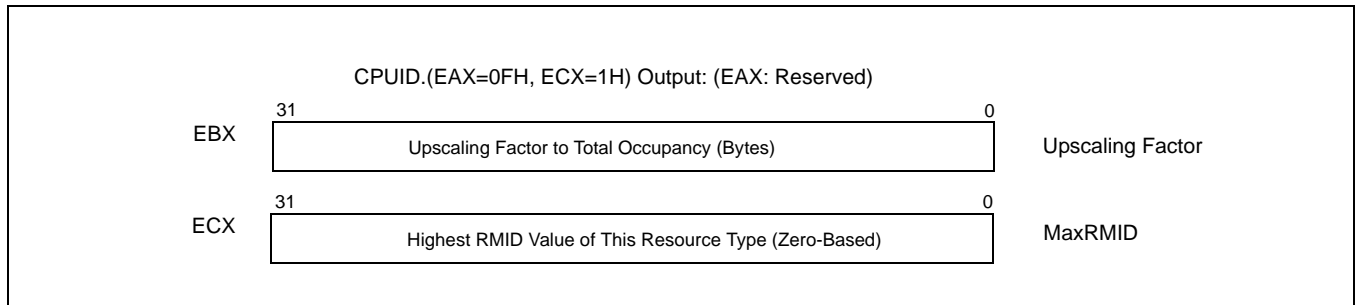 CPUID.(EAX=0FH, ECX=1H) Output: (EAX: Reserved)
31 0
EBX Upscaling Factor to Total Occupancy (Bytes) Upscaling Factor
31 0
ECX Highest RMID Value of This Resource Type (Zero-Based) MaxRMID